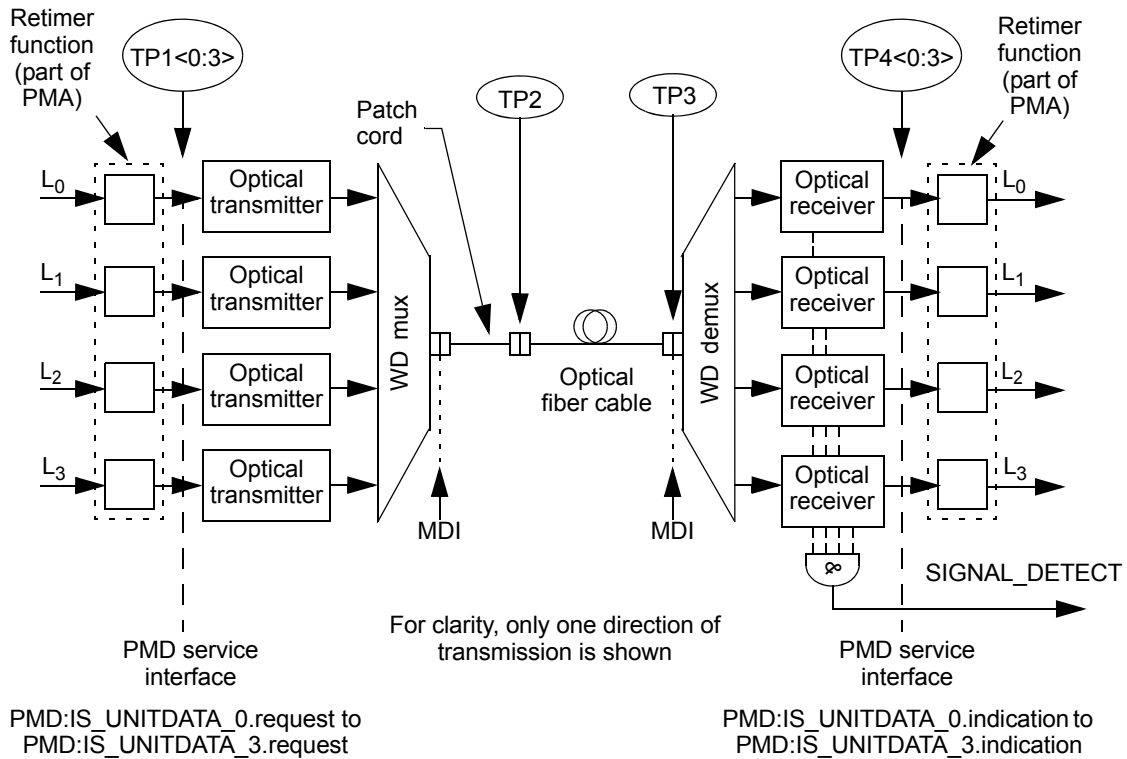 Retimer
function
(part of
PMA)
TP1<0:3>
Patch
cord
TP2
TP3
TP4<0:3>
Retimer
function
(part of
PMA)
L0
Optical
transmitter
Optical
receiver
L0
L1
Optical
transmitter
Optical
receiver
L1
WD mux
WD demux
Optical
fiber cable
L2
Optical
transmitter
Optical
receiver
L2
L3
Optical
transmitter
Optical
receiver
L3
MDI
MDI
&
SIGNAL_DETECT
For clarity, only one direction of
transmission is shown
PMD service
interface
PMD service
interface
PMD:IS_UNITDATA_0.request to
PMD:IS_UNITDATA_3.request
PMD:IS_UNITDATA_0.indication to
PMD:IS_UNITDATA_3.indication